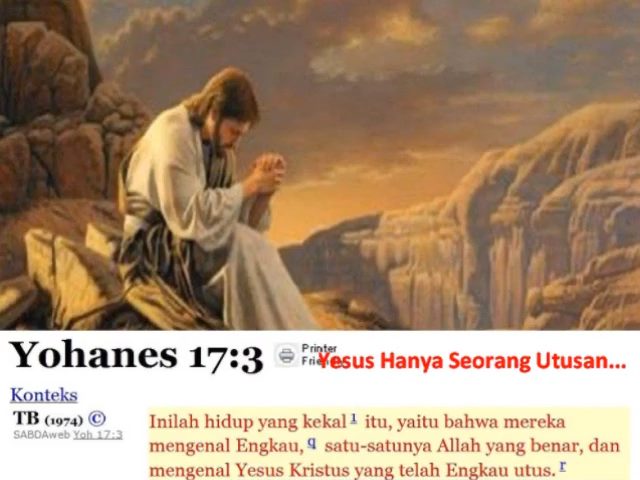 Yohanes 17:3
Printer
Friendly
Yesus Hanya Seorang Utusan...
Konteks
TB (1974) ©
SABDAweb Yoh 17:3
Inilah hidup yang kekal 1 itu, yaitu bahwa mereka
mengenal Engkau, q satu-satunya Allah yang benar, dan
mengenal Yesus Kristus yang telah Engkau utus. r